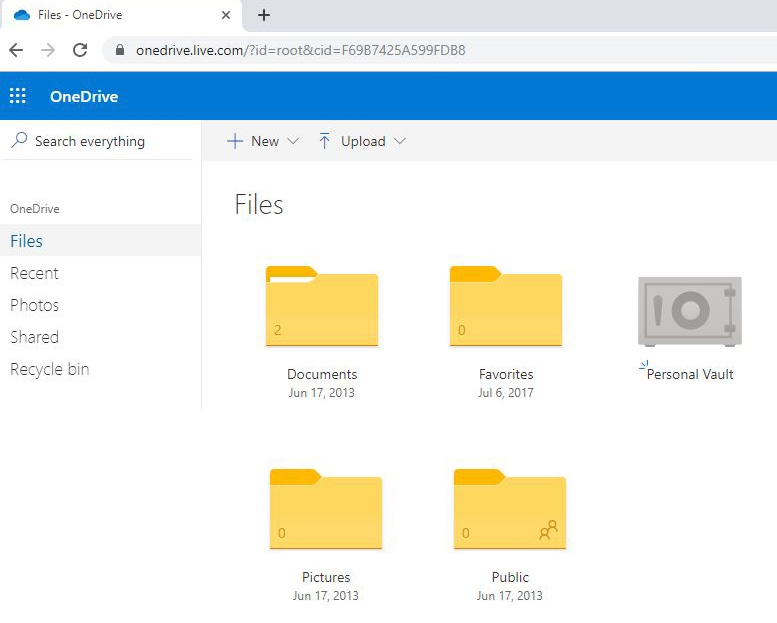 Files - OneDrive
onedrive.live.com/?id=root&cid=F69B7425A599FDB8
OneDrive
Search everything
New
Upload
OneDrive
Files
Recent
Photos
Shared
Recycle bin
Files
2
0
Documents
Favorites
Personal Vault
Jun 17, 2013
Jul 6, 2017
0
0
Pictures
Public
Jun 17, 2013
Jun 17, 2013